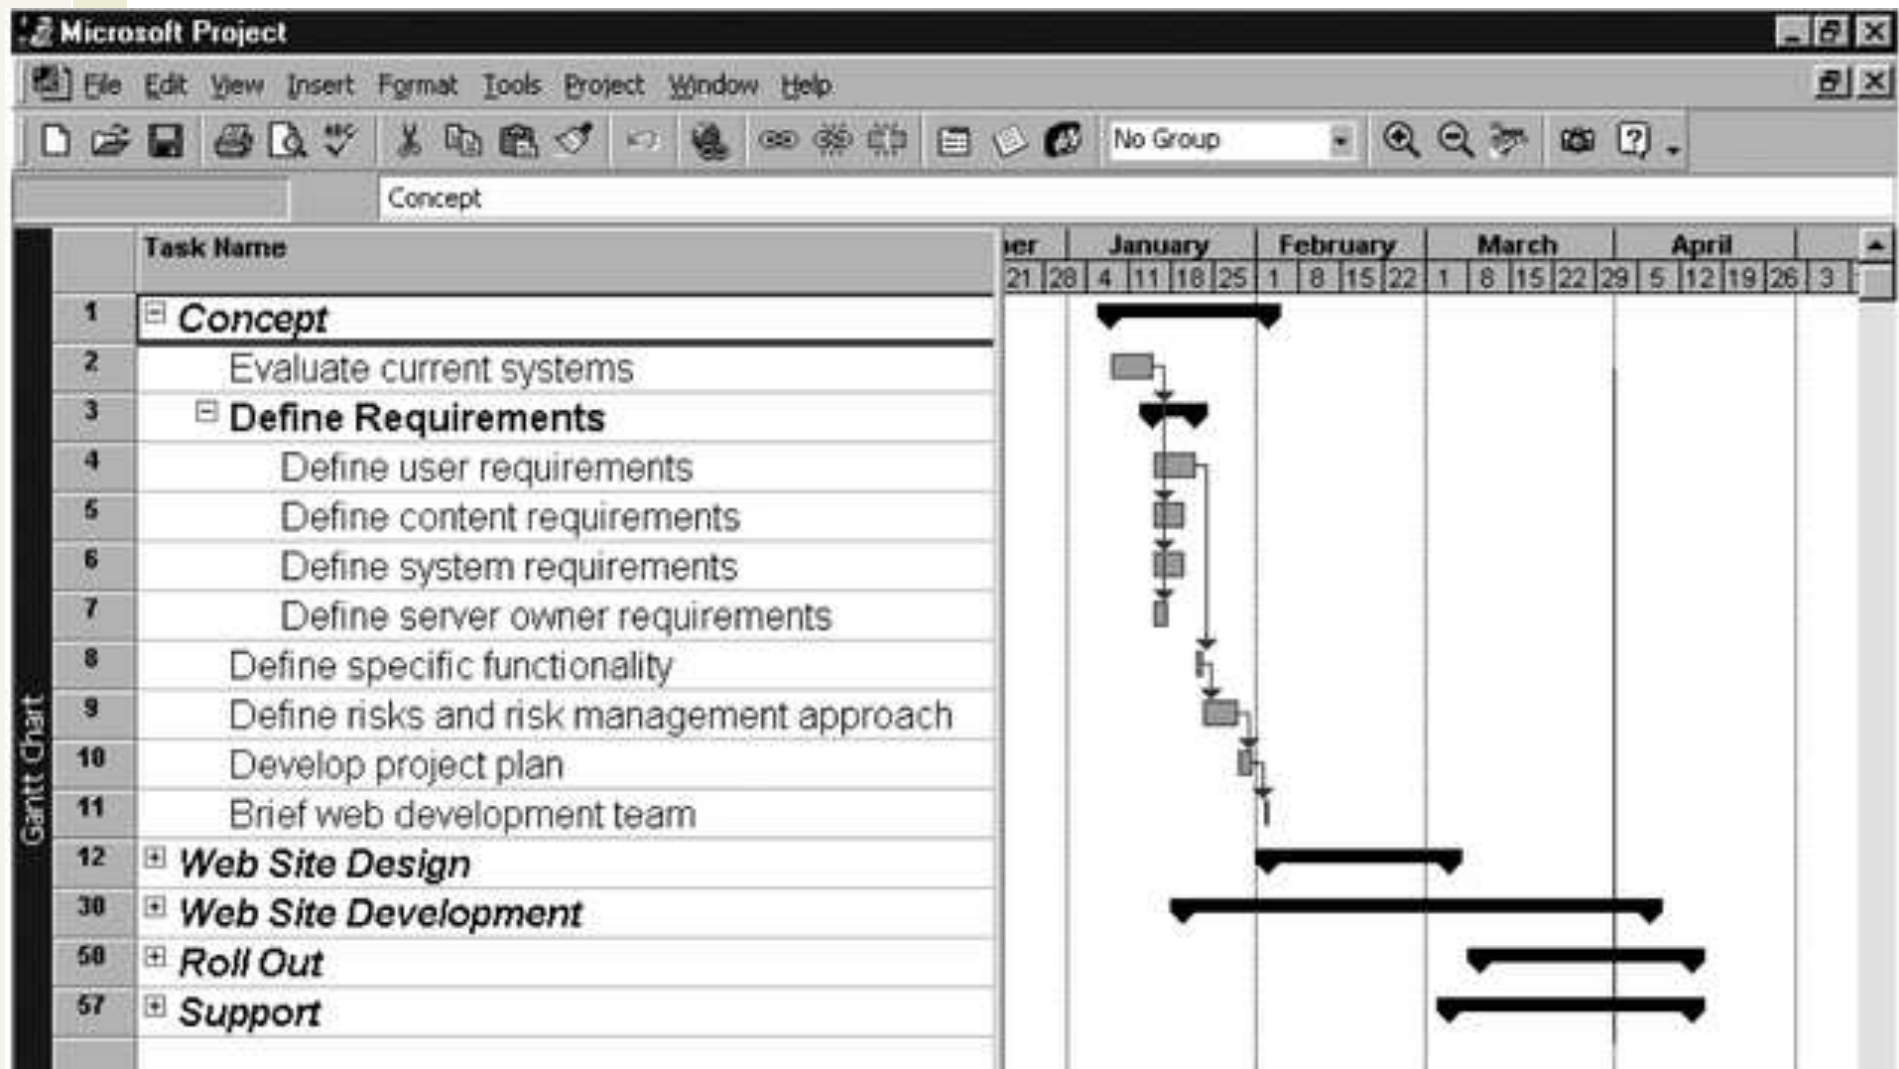 Microsoft Project
File Edit View Insert Format Tools Project Window Help
ABC No Group ?
Concept
Task Name
ber January February March April
21 28 4 11 18 25 1 8 15 22 1 8 15 22 29 5 12 19 26 3
1 Concept
2 Evaluate current systems
3 Define Requirements
4 Define user requirements
5 Define content requirements
6 Define system requirements
7 Define server owner requirements
8 Define specific functionality
9 Define risks and risk management approach
10 Develop project plan
11 Brief web development team
12 Web Site Design
30 Web Site Development
50 Roll Out
57 Support
Gantt Chart